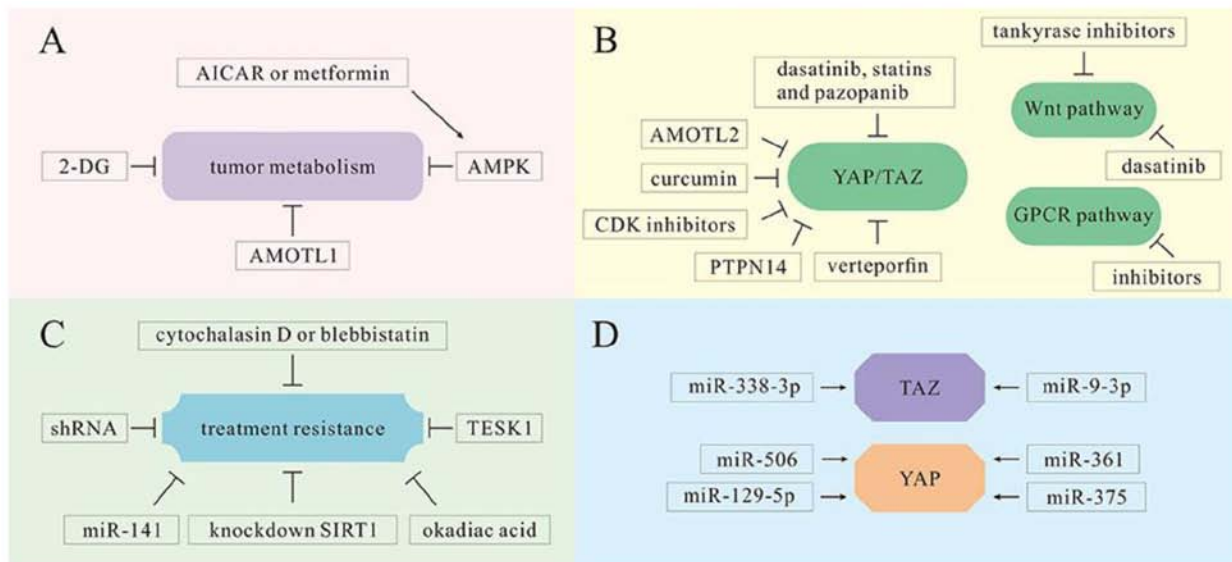 A
AICAR or metformin
2-DG
tumor metabolism
AMPK
AMOTL1
B
tankyrase inhibitors
dasatinib, statins
and pazopanib
Wnt pathway
AMOTL2
dasatinib
curcumin
YAP/TAZ
GPCR pathway
CDK inhibitors
PTPN14
verteporfin
inhibitors
C
cytochalasin D or blebbistatin
shRNA
treatment resistance
TESK1
miR-141
knockdown SIRT1
okadiac acid
D
miR-338-3p
TAZ
miR-9-3p
miR-506
YAP
miR-361
miR-129-5p
miR-375